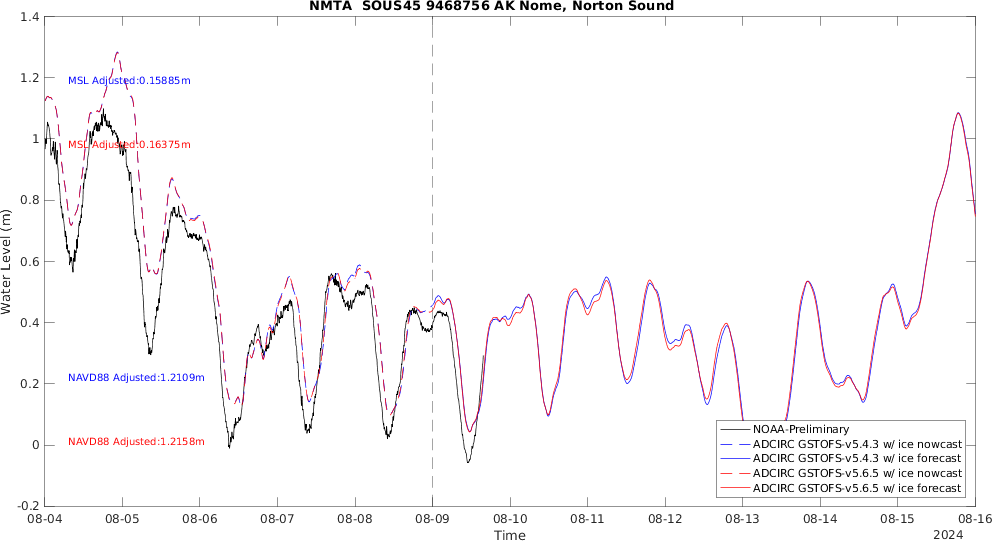 NMTA  SOUS45 9468756 AK Nome, Norton Sound
1.4
1.2
1
0.8
0.6
0.4
0.2
0
-0.2
Water Level (m)
MSL Adjusted:0.15885m
MSL Adjusted:0.16375m
NAVD88 Adjusted:1.2109m
NAVD88 Adjusted:1.2158m
NOAA-Preliminary
ADCIRC GSTOFS-v5.4.3 w/ ice nowcast
ADCIRC GSTOFS-v5.4.3 w/ ice forecast
ADCIRC GSTOFS-v5.6.5 w/ ice nowcast
ADCIRC GSTOFS-v5.6.5 w/ ice forecast
08-04 08-05 08-06 08-07 08-08 08-09 08-10 08-11 08-12 08-13 08-14 08-15 08-16
Time
2024